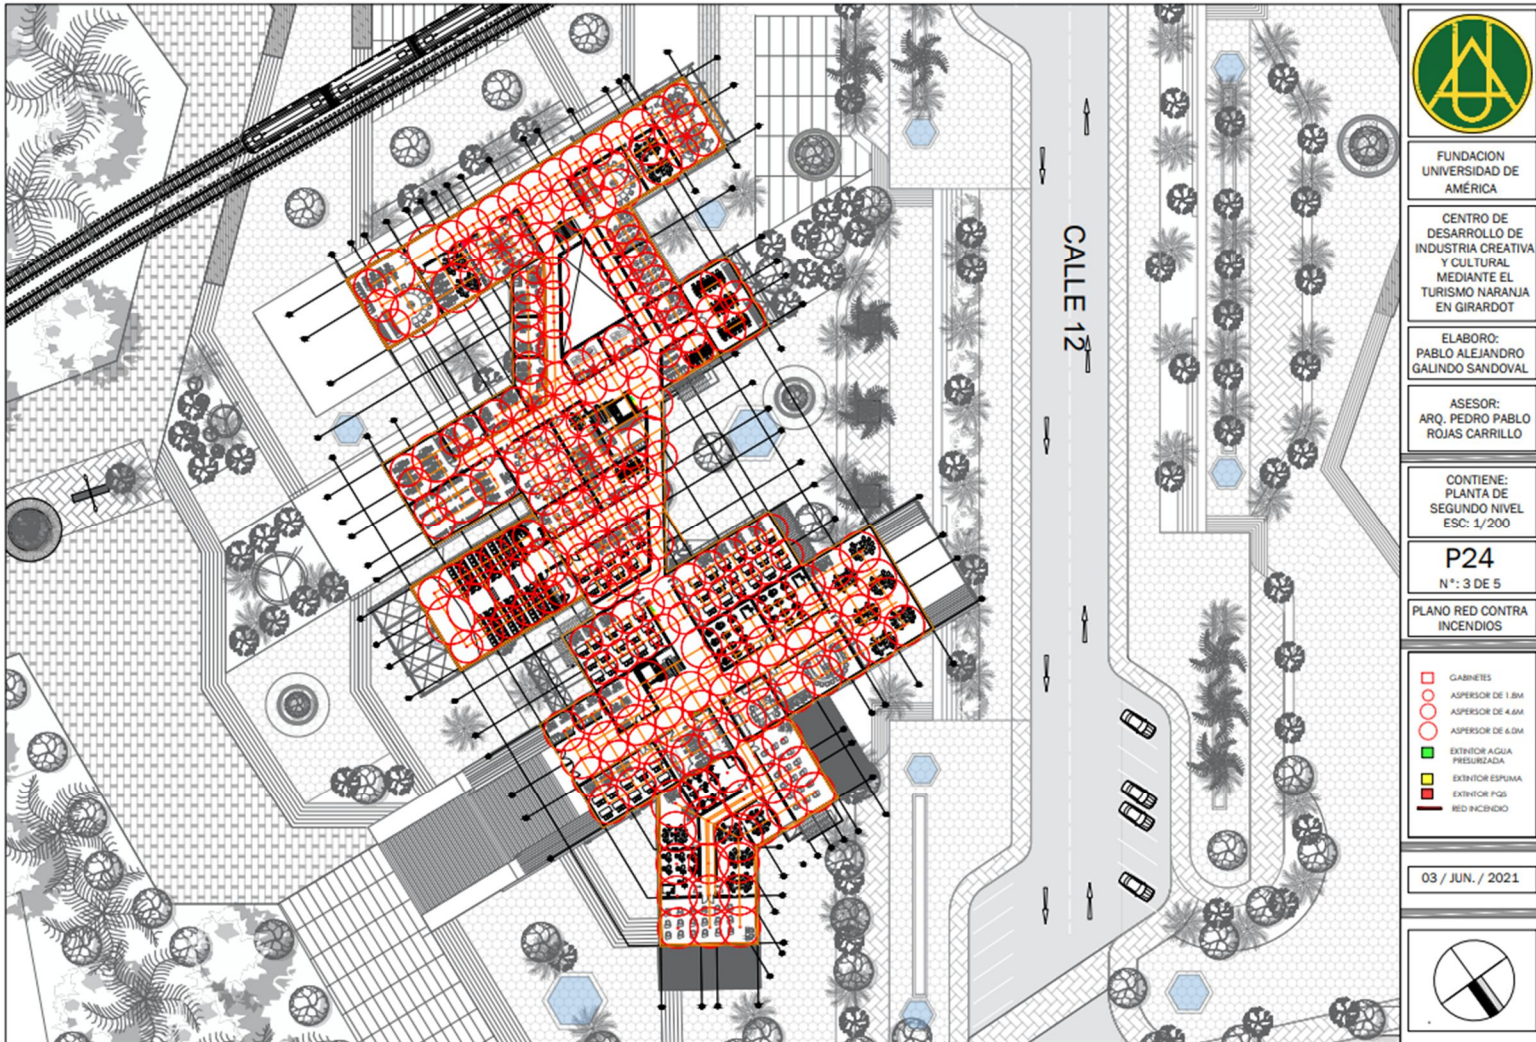 CALLE 12
FUNDACION
UNIVERSIDAD DE
AMÉRICA
CENTRO DE
DESARROLLO DE
INDUSTRIA CREATIVA
Y CULTURAL
MEDIANTE EL
TURISMO NARANJA
EN GIRARDOT
ELABORO:
PABLO ALEJANDRO
GALINDO SANDOVAL
ASESOR:
ARQ. PEDRO PABLO
ROJAS CARRILLO
CONTIENE:
PLANTA DE
SEGUNDO NIVEL
ESC: 1/200
P24
N°: 3 DE 5
PLANO RED CONTRA
INCENDIOS
GABINETES
ASPERSOR DE 1.8M
ASPERSOR DE 4.6M
ASPERSOR DE 6.0M
EXTINTOR AGUA
PRESURIZADA
EXTINTOR ESPUMA
EXTINTOR PQS
RED INCENDIO
03 / JUN. / 2021